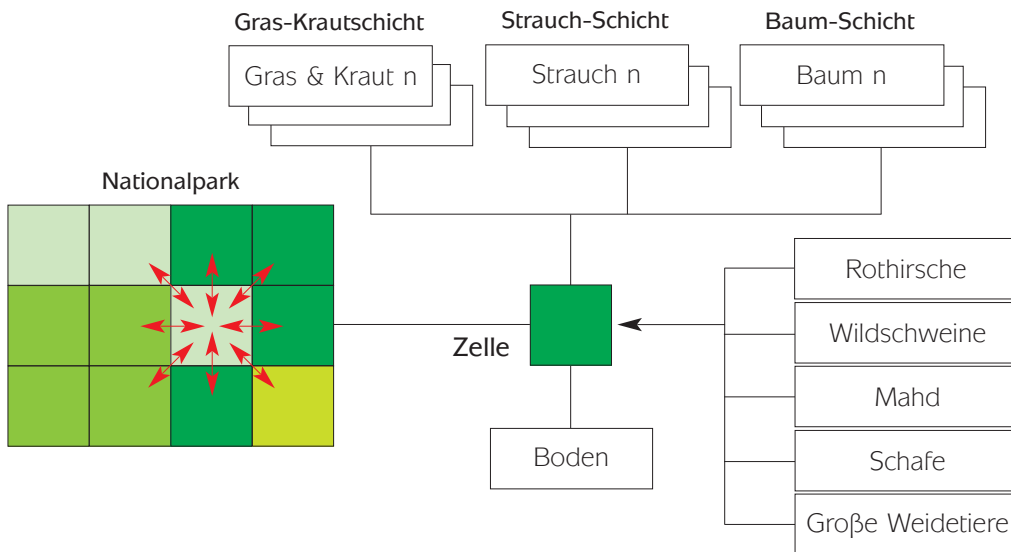 Gras-Krautschicht
Strauch-Schicht
Baum-Schicht
Gras & Kraut n
Strauch n
Baum n
Nationalpark
Zelle
Boden
Rothirsche
Wildschweine
Mahd
Schafe
Große Weidetiere